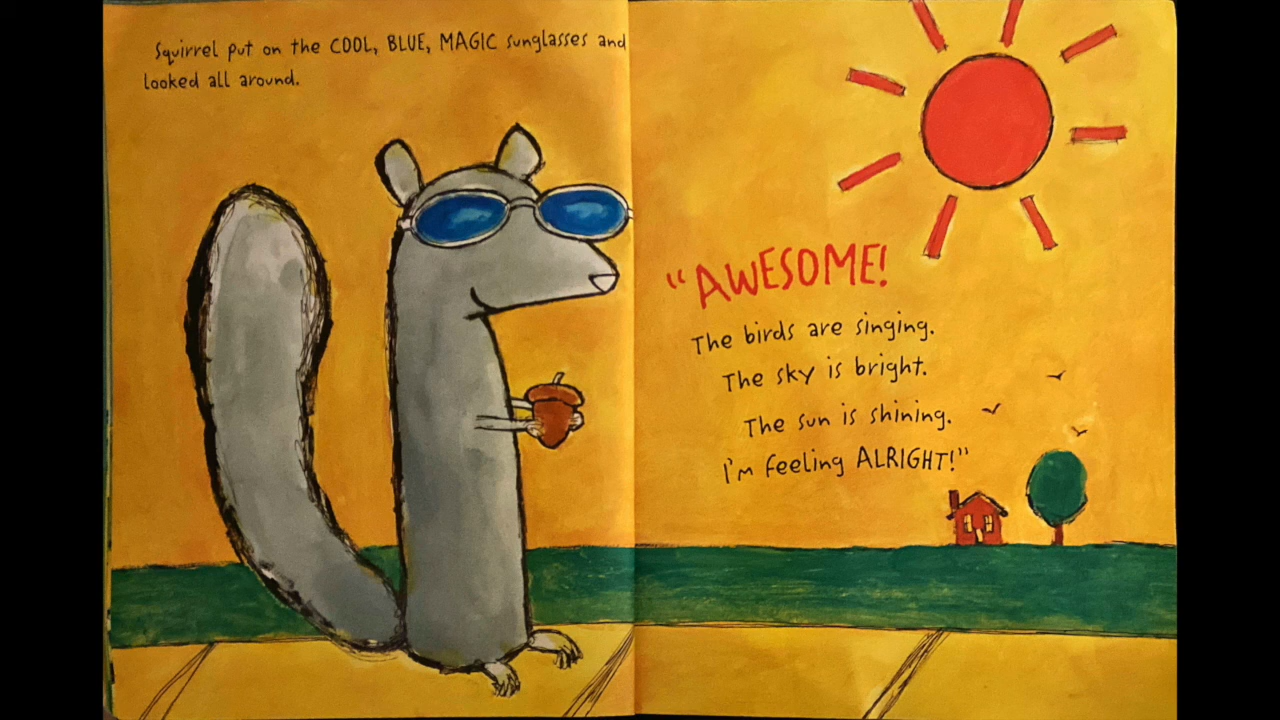 Squirrel put on the COOL, BLUE, MAGIC sunglasses and
looked all around.
"AWESOME!
The birds are singing.
The sky is bright.
The sun is shining.
I'm feeling ALRIGHT!"